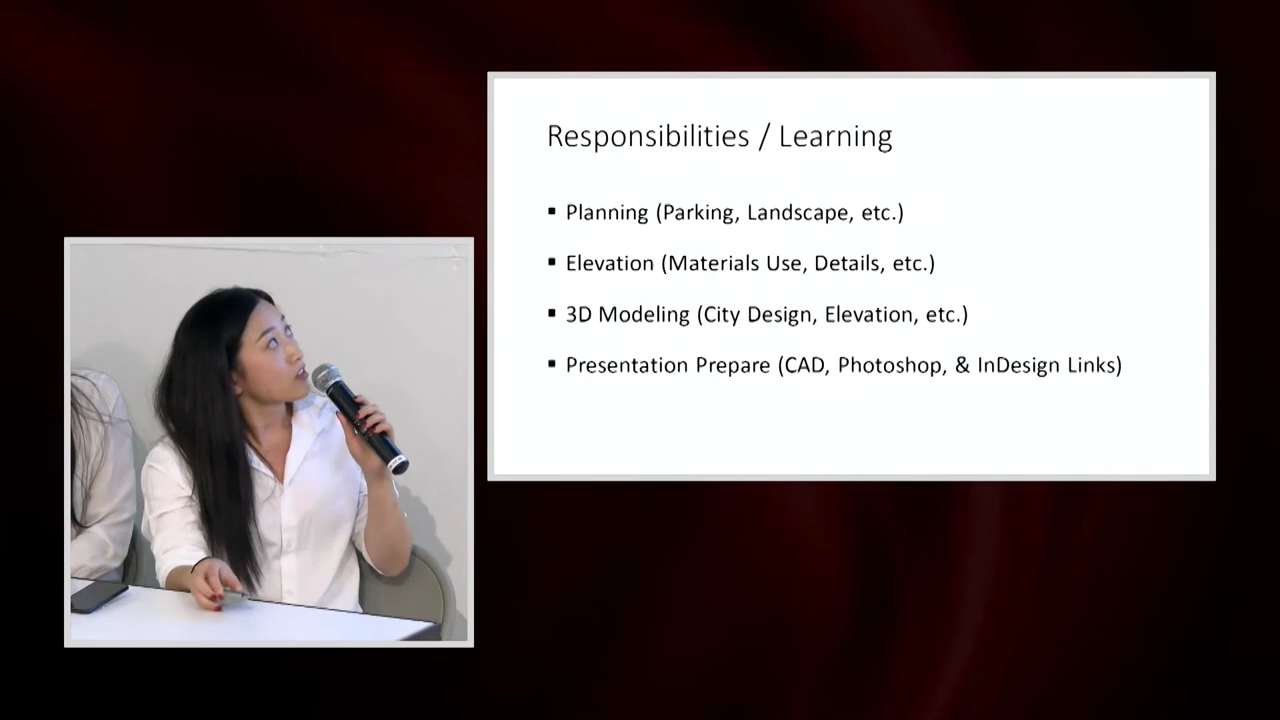 Responsibilities / Learning
▪ Planning (Parking, Landscape, etc.)
▪ Elevation (Materials Use, Details, etc.)
▪ 3D Modeling (City Design, Elevation, etc.)
▪ Presentation Prepare (CAD, Photoshop, & InDesign Links)